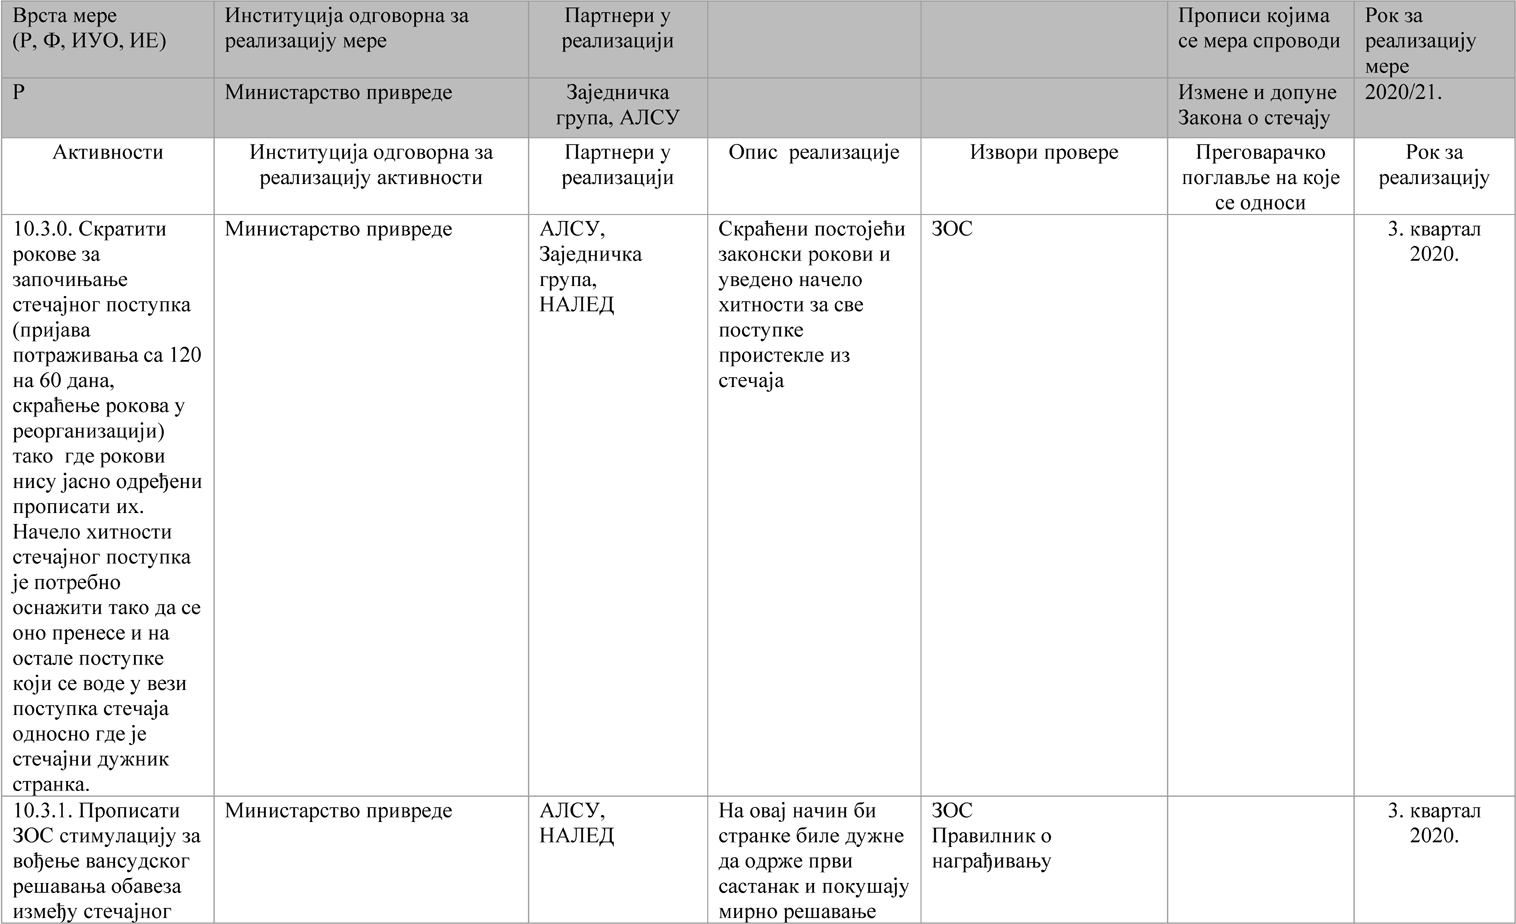 Врста мере
(Р, Ф, ИУО, ИЕ)
Институција одговорна за
реализацију мере
Партнери у
реализацији
Прописи којима
се мера спроводи
Рок за
реализацију
мере
Р
Министарство привреде
Заједничка
група, АЛСУ
Измене и допуне
Закона о стечају
2020/21.
Активности
Институција одговорна за
реализацију активности
Партнери у
реализацији
Опис реализације
Извори провере
Преговарачко
поглавље на које
се односи
Рок за
реализацију
10.3.0. Скратити
рокове за
започињање
стечајног поступка
(пријава
потраживања са 120
на 60 дана,
скраћење рокова у
реорганизацији)
тако где рокови
нису јасно одређени
прописати их.
Начело хитности
стечајног поступка
је потребно
оснажити тако да се
оно пренесе и на
остале поступке
који се воде у вези
поступка стечаја
односно где је
стечајни дужник
странка.
Министарство привреде
АЛСУ,
Заједничка
група,
НАЛЕД
Скраћени постојећи
законски рокови и
уведено начело
хитности за све
поступке
проистекле из
стечаја
ЗОС
3. квартал
2020.
10.3.1. Прописати
ЗОС стимулацију за
вођење вансудског
решавања обавеза
између стечајног
Министарство привреде
АЛСУ,
НАЛЕД
На овај начин би
странке биле дужне
да одрже први
састанак и покушају
мирно решавање
ЗОС
Правилник о
награђивању
3. квартал
2020.